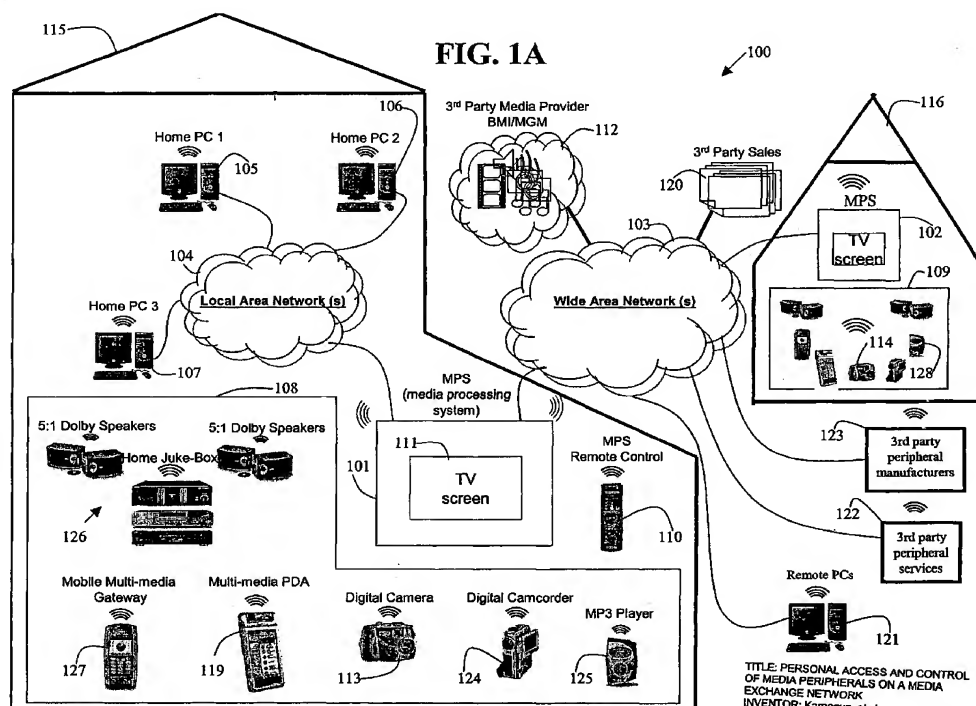 115
FIG. 1A
100
3rd Party Media Provider
BMI/MGM
112
116
Home PC 1
106
Home PC 2
105
3rd Party Sales
120
MPS
102
TV
screen
104
103
109
Local Area Network (s)
Wide Area Network (s)
114
128
Home PC 3
107
108
MPS
(media processing
system)
5:1 Dolby Speakers
5:1 Dolby Speakers
Home Juke-Box
111
101
TV
screen
MPS
Remote Control
123
3rd party
peripheral
manufacturers
126
110
122
3rd party
peripheral
services
Mobile Multi-media
Gateway
Multi-media PDA
Digital Camera
Digital Camcorder
MP3 Player
Remote PCs
127
119
113
124
125
121
TITLE: PERSONAL ACCESS AND CONTROL
OF MEDIA PERIPHERALS ON A MEDIA
EXCHANGE NETWORK
INVENTOR: